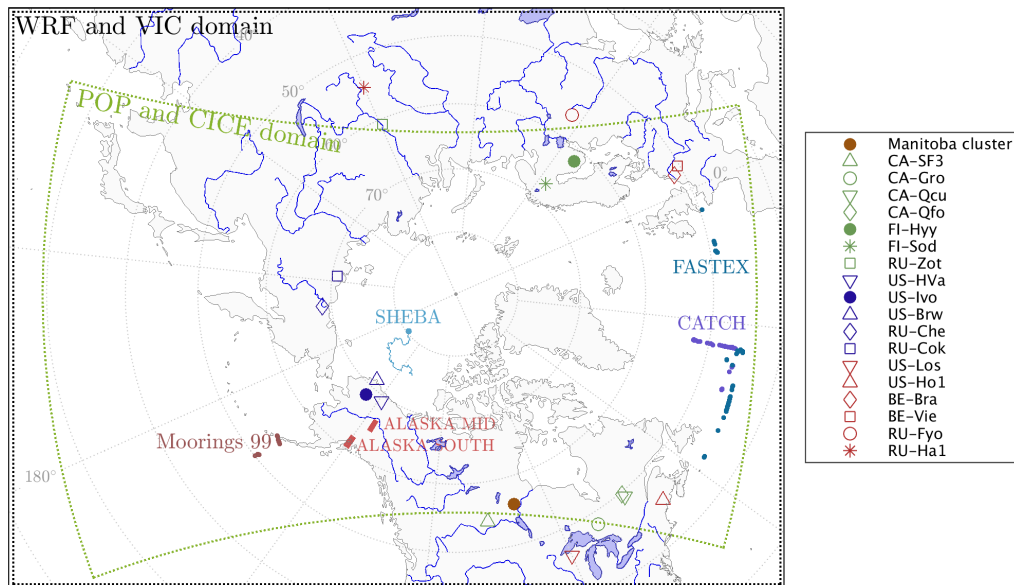 WRF and VIC domain
40°
50°
POP and CICE domain
70°
0°
FASTEX
SHEBA
CATCH
ALASKA MID
Moorings 99
ALASKA SOUTH
180°
Manitoba cluster
CA-SF3
CA-Gro
CA-Qcu
CA-Qfo
FI-Hyy
FI-Sod
RU-Zot
US-HVa
US-Ivo
US-Brw
RU-Che
RU-Cok
US-Los
US-Ho1
BE-Bra
BE-Vie
RU-Fyo
RU-Ha1